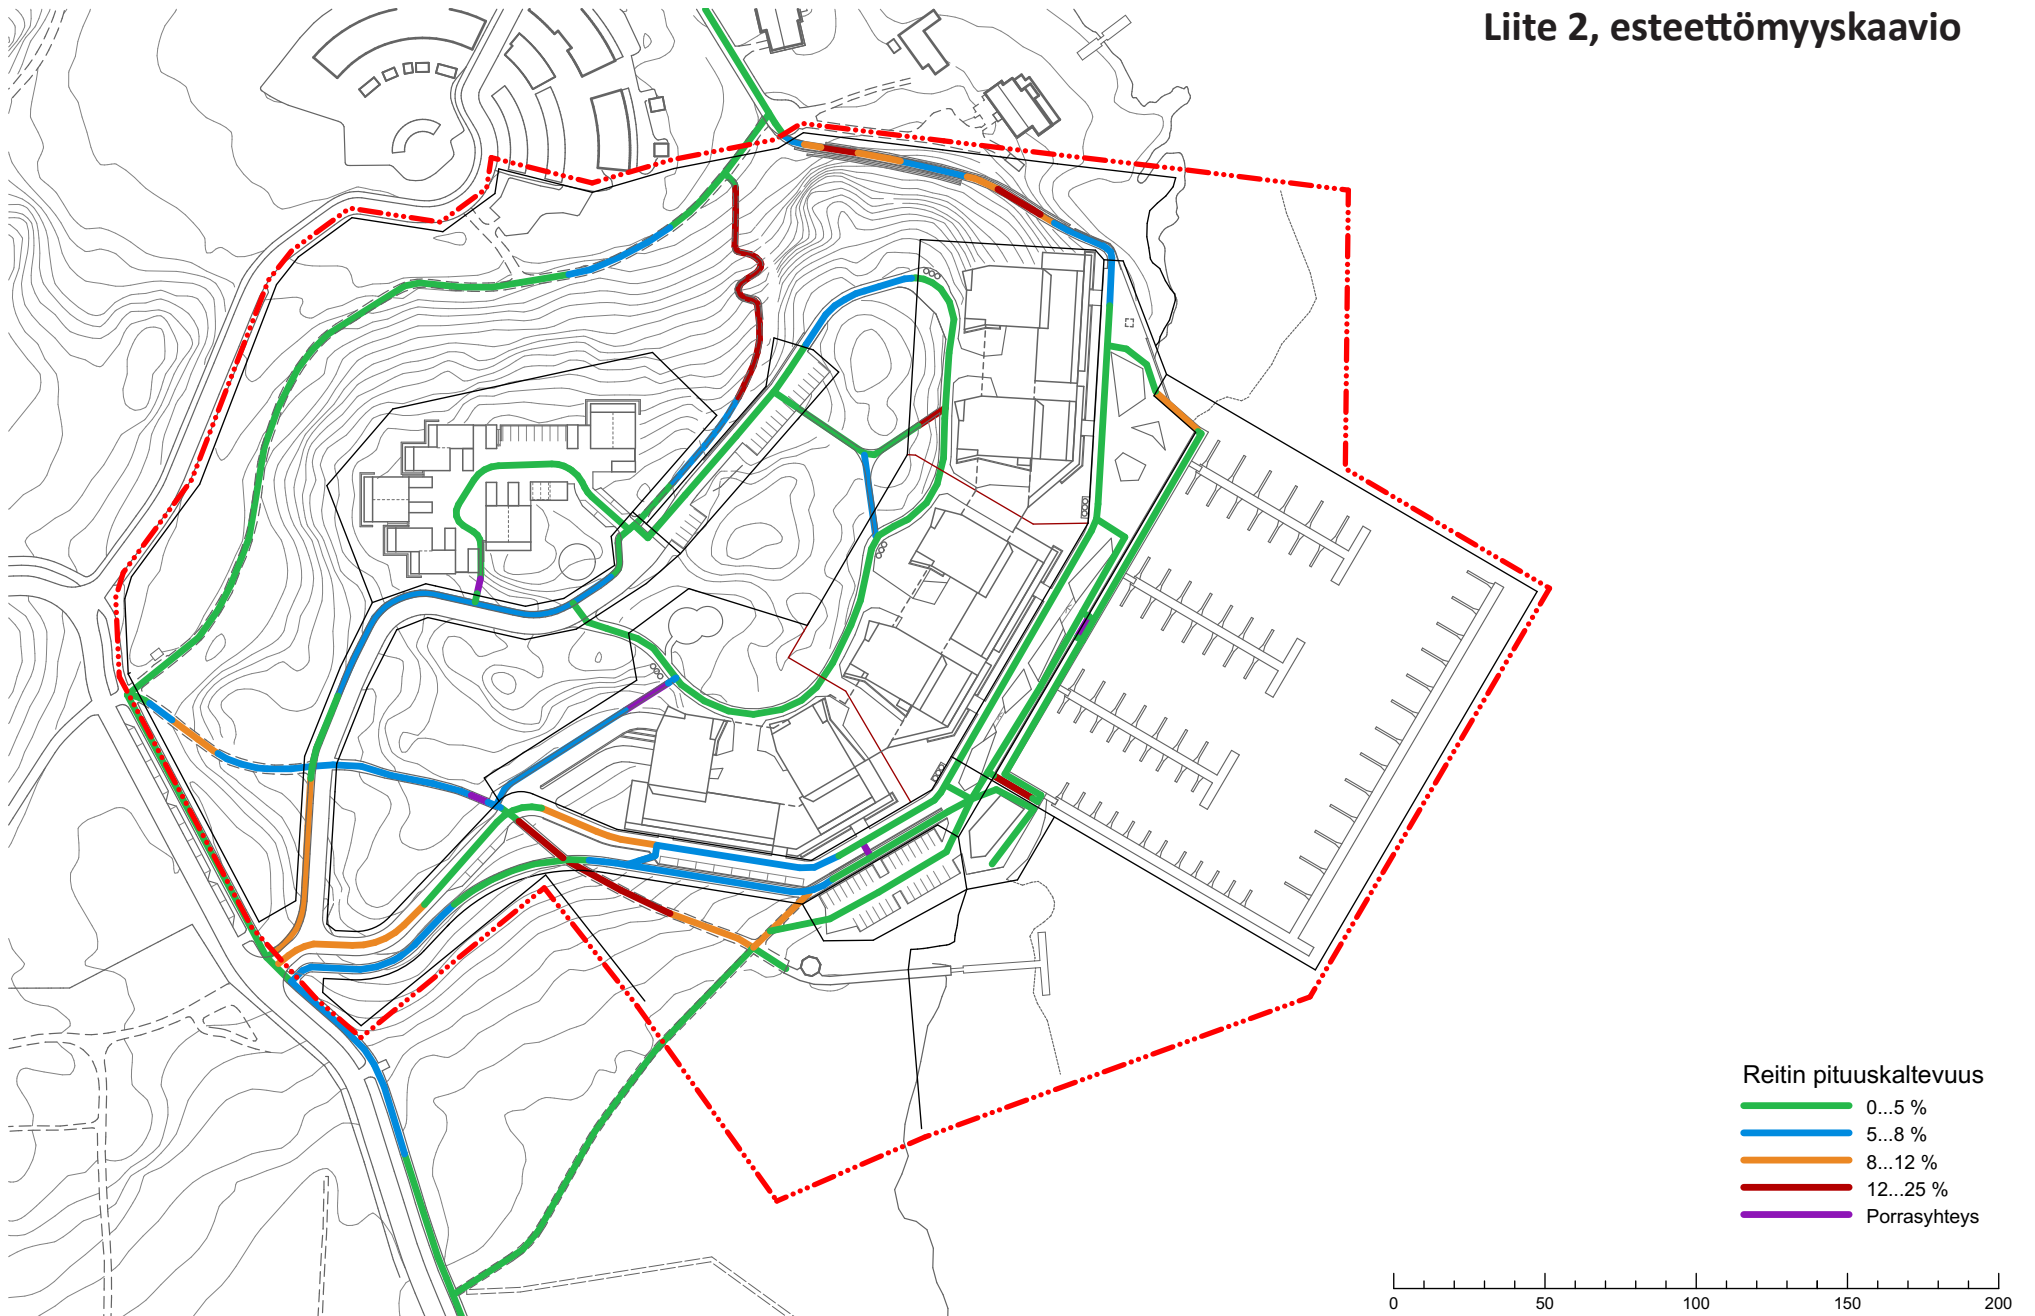 Liite 2, esteettömyyskaavio
Reitin pituuskaltevuus
0...5 %
5...8 %
8...12 %
12...25 %
Porrasyhteys
0 50 100 150 200